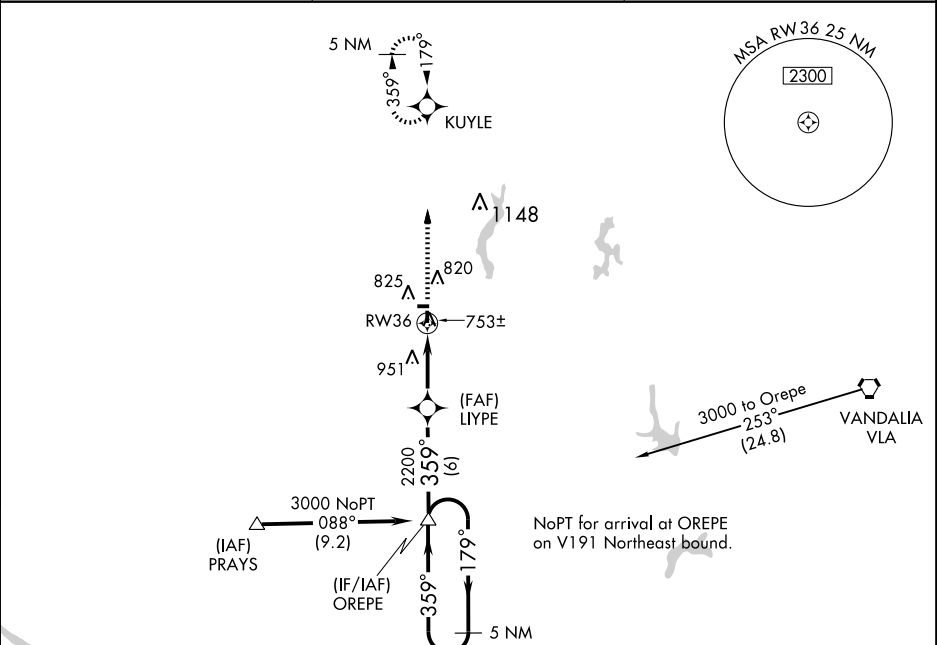 MSA RW36 25 NM
2300
5 NM
179°
359°
KUYLE
1148
825
820
RW36
753±
951
(FAF)
LIYPE
3000 to Orepe
253°
(24.8)
VANDALIA
VLA
2200
359°
(6)
3000 NoPT
088°
(9.2)
(IAF)
PRAYS
(IF/IAF)
OREPE
NoPT for arrival at OREPE
on V191 Northeast bound.
359°
179°
5 NM